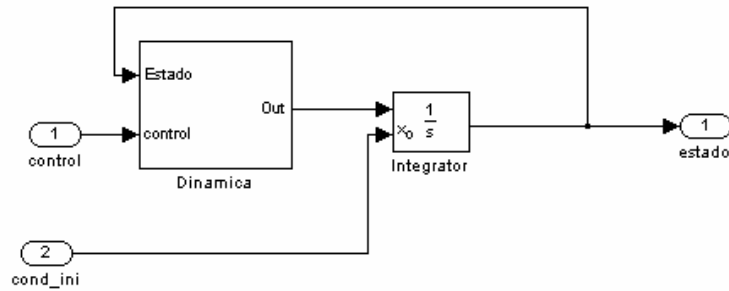 Estado
Out
control
1
control
Dinamica
1
s
x0
Integrator
1
estado
2
cond_ini